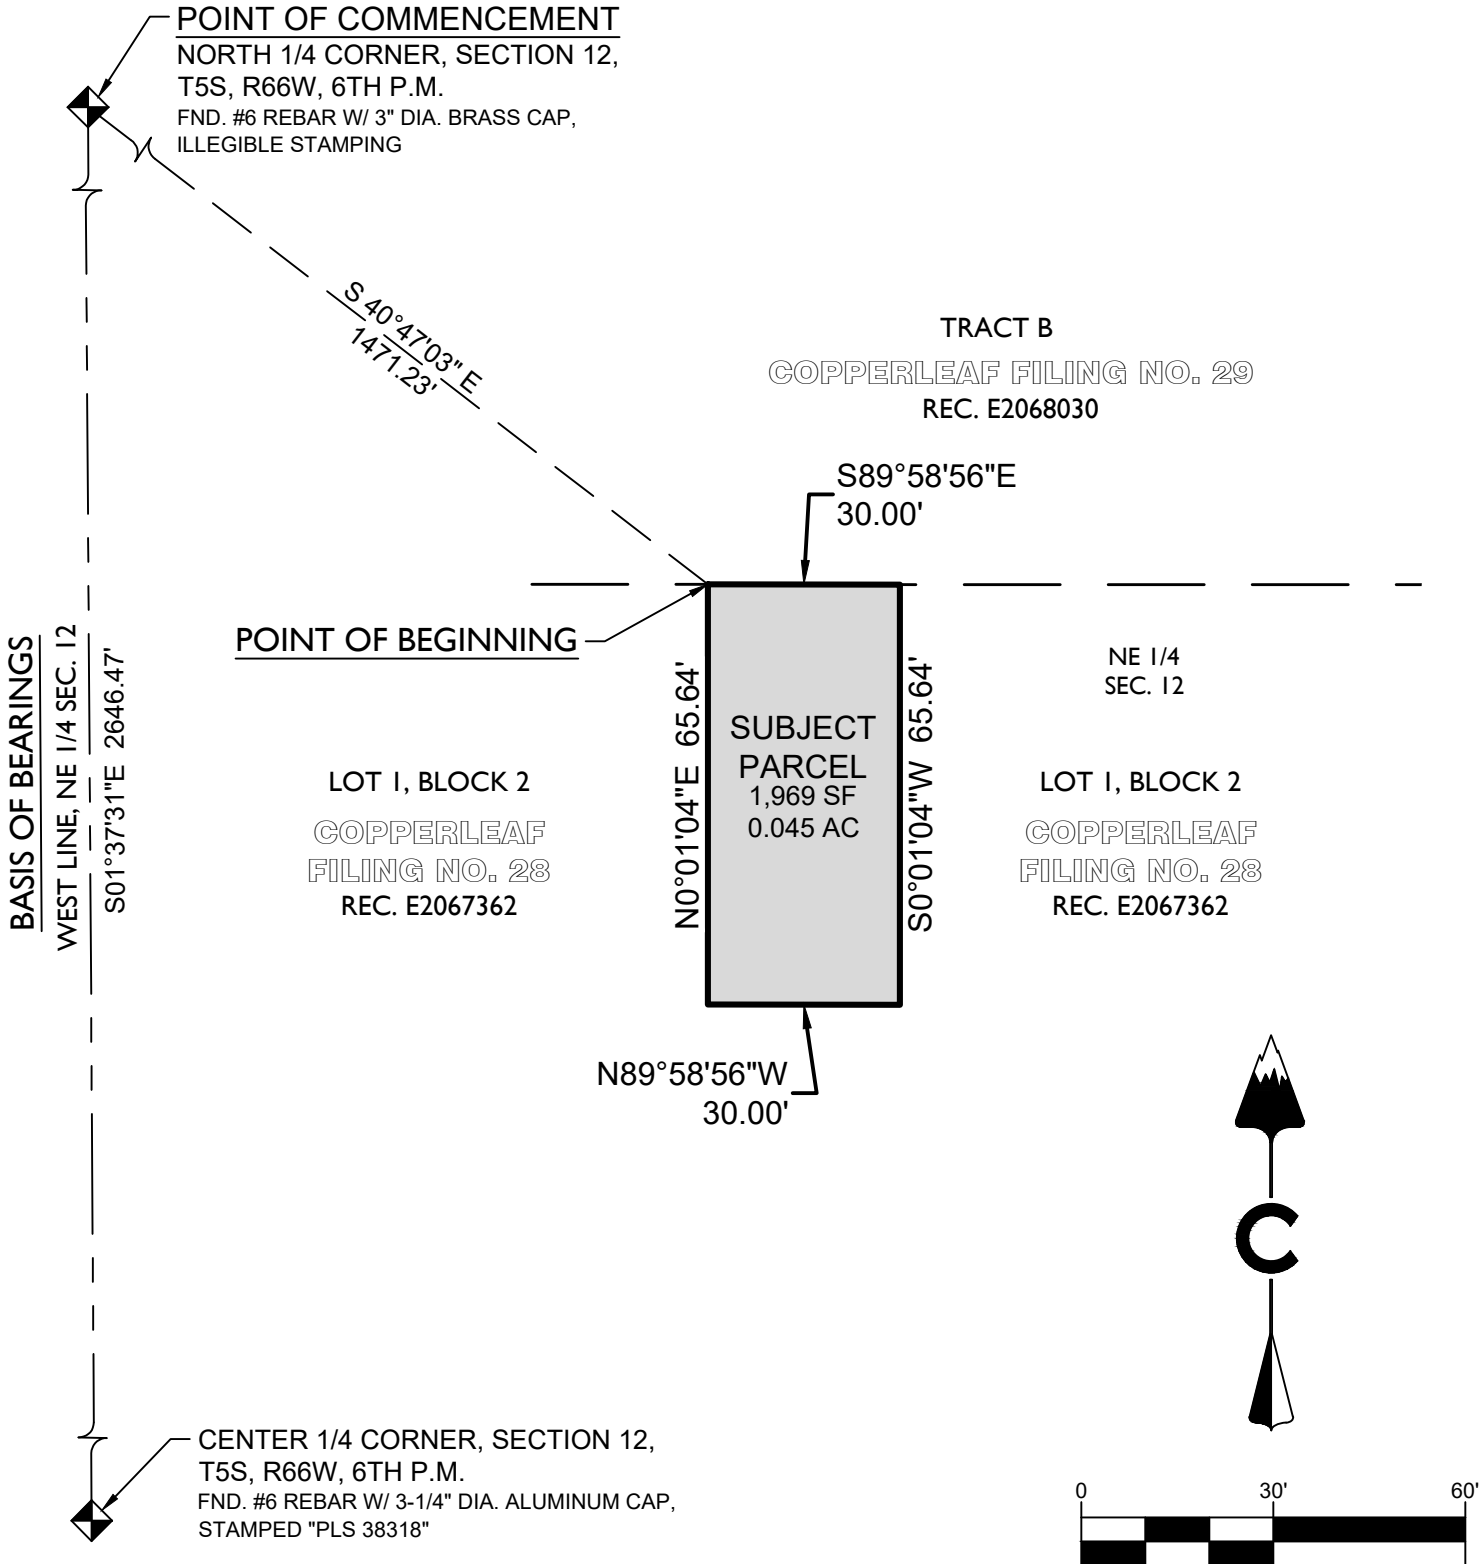 POINT OF COMMENCEMENT
NORTH 1/4 CORNER, SECTION 12,
T5S, R66W, 6TH P.M.
FND. #6 REBAR W/ 3" DIA. BRASS CAP,
ILLEGIBLE STAMPING
S 40°47'03" E
1471.23'
TRACT B
COPPERLEAF FILING NO. 29
REC. E2068030
S89°58'56"E
30.00'
POINT OF BEGINNING
BASIS OF BEARINGS
WEST LINE, NE 1/4 SEC. 12
S01°37'31"E 2646.47'
LOT 1, BLOCK 2
COPPERLEAF
FILING NO. 28
REC. E2067362
N0°01'04"E 65.64'
SUBJECT
PARCEL
1,969 SF
0.045 AC
S0°01'04"W 65.64'
NE 1/4
SEC. 12
LOT 1, BLOCK 2
COPPERLEAF
FILING NO. 28
REC. E2067362
N89°58'56"W
30.00'
C
CENTER 1/4 CORNER, SECTION 12,
T5S, R66W, 6TH P.M.
FND. #6 REBAR W/ 3-1/4" DIA. ALUMINUM CAP,
STAMPED "PLS 38318"
0 30' 60'